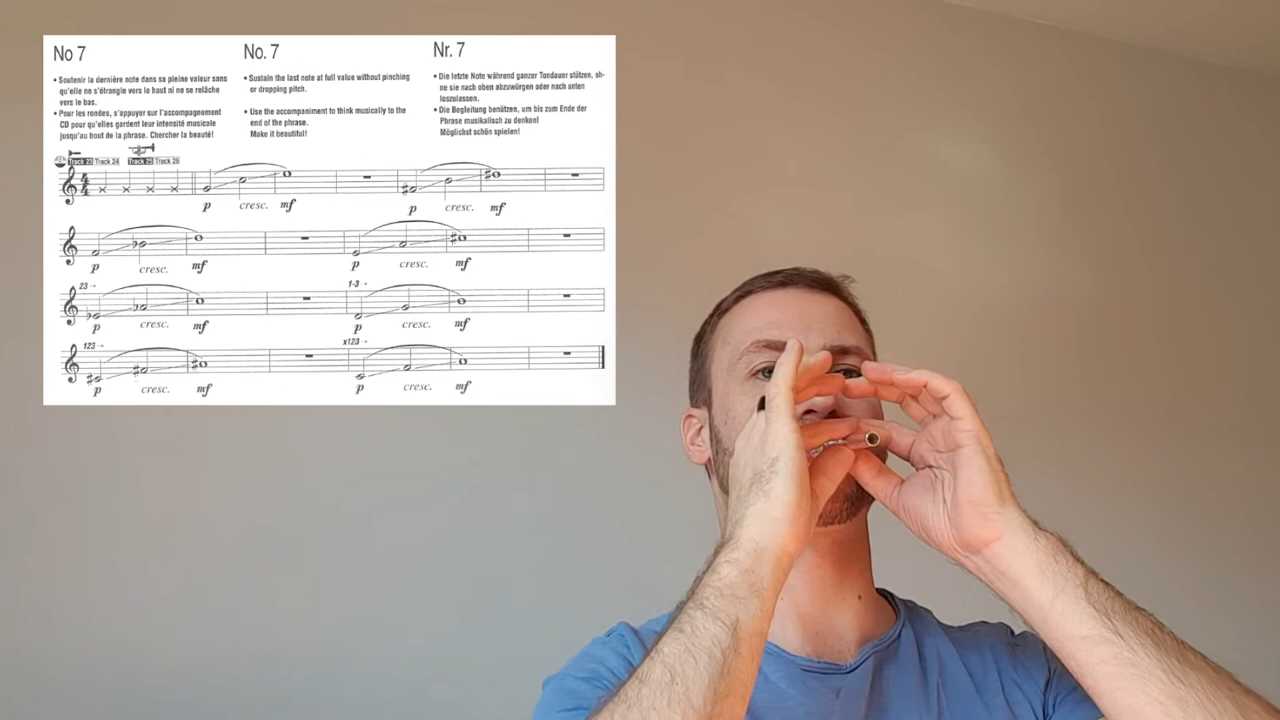 No 7
• Soutenir la dernière note dans sa pleine valeur sans
qu'elle ne s'étrangle vers le haut ni ne se relâche
vers le bas.
• Pour les rondes, s'appuyer sur l'accompagnement
CD pour qu'elles gardent leur intensité musicale
jusqu'au bout de la phrase. Chercher la beauté!
No. 7
• Sustain the last note at full value without pinching
or dropping pitch.
• Use the accompaniment to think musically to the
end of the phrase.
Make it beautiful!
Nr. 7
• Die letzte Note während ganzer Tondauer stützen, oh-
ne sie nach oben abzuwürgen oder nach unten
loszulassen.
• Die Begleitung benützen, um bis zum Ende der
Phrase musikalisch zu denken!
Möglichst schön spielen!
Track 23 Track 24 Track 25 Track 26
4
4
p cresc. mf p cresc. mf
p cresc. mf p cresc. mf
23 1-3
p cresc. mf p cresc. mf
123 x123
p cresc. mf p cresc. mf